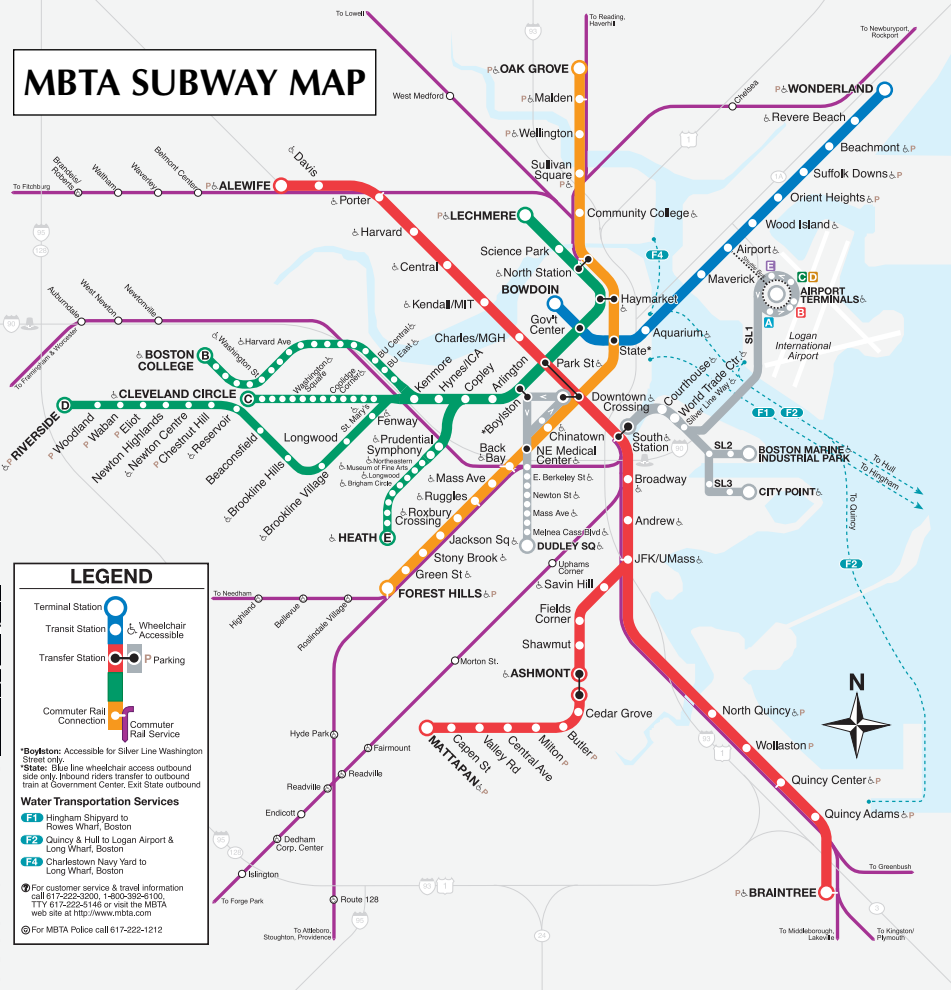 MBTA SUBWAY MAP
To Lowell
To Reading,
Haverhill
To Newburyport,
Rockport
93
P OAK GROVE
P Malden
P Wellington
Sullivan
Square
P
West Medford
Chelsea
1
P WONDERLAND
Revere Beach
Beachmont P
Suffolk Downs P
1A
Orient Heights P
Wood Island
Airport
Maverick
Davis
P ALEWIFE
Porter
Harvard
Central
Kendall/MIT
Charles/MGH
To Fitchburg
Brandeis/
Roberts
Waltham
Waverley
Belmont Center
95
128
P LECHMERE
Science Park
North Station
Community College
F4
BOWDOIN
Haymarket
Gov't
Center
State*
Aquarium
Park St
Downtown
Crossing
E
C D
B
A
AIRPORT
TERMINALS
Logan
International
Airport
SL1
Courthouse
World Trade Ctr
Silver Line Way
F1 F2
To Hull
To Hingham
To Quincy
F2
SL2
BOSTON MARINE
INDUSTRIAL PARK
SL3
CITY POINT
South
Station
90
Auburndale
West Newton
Newtonville
To Framingham & Worcester
90
BOSTON
COLLEGE
B
Washington St.
Harvard Ave
Washington
Square
Coolidge
Corner
BU Central
BU East
St. Mary's
Kenmore
Hynes/ICA
Copley
Arlington
*Boylston
CLEVELAND CIRCLE
C
P RIVERSIDE
D
P Woodland
P Waban
P Eliot
Newton Highlands
Newton Centre
P Chestnut Hill
Reservoir
Beaconsfield
Brookline Hills
Brookline Village
Longwood
Fenway
Prudential
Symphony
Northeastern
Museum of Fine Arts
Longwood
Brigham Circle
HEATH
E
Back
Bay
Chinatown
NE Medical
Center
Mass Ave
Ruggles
Roxbury
Crossing
Jackson Sq
Stony Brook
Green St
FOREST HILLS P
E. Berkeley St
Newton St
Mass Ave
Melnea Cass Blvd
DUDLEY SQ
Broadway
Andrew
JFK/UMass
Uphams
Corner
Savin Hill
Fields
Corner
Shawmut
ASHMONT
Cedar Grove
Butler
Milton P
Central Ave
Valley Rd
Capen St
MATTAPAN P
To Needham
Highland
Bellevue
Roslindale Village
Morton St.
Hyde Park
Fairmount
Readville
Readville
Endicott
Dedham
Corp. Center
Islington
To Forge Park
95
128
Route 128
95
93 1
To Attleboro,
Stoughton, Providence
24
93
1
North Quincy P
Wollaston P
Quincy Center P
Quincy Adams P
P BRAINTREE
3
To Greenbush
To Middleborough,
Lakeville
To Kingston/
Plymouth
N
LEGEND
Terminal Station
Transit Station
Wheelchair
Accessible
Transfer Station
P Parking
Commuter Rail
Connection
Commuter
Rail Service
*Boylston: Accessible for Silver Line Washington
Street only.
*State: Blue line wheelchair access outbound
side only. Inbound riders transfer to outbound
train at Government Center. Exit State outbound
Water Transportation Services
F1 Hingham Shipyard to
Rowes Wharf, Boston
F2 Quincy & Hull to Logan Airport &
Long Wharf, Boston
F4 Charlestown Navy Yard to
Long Wharf, Boston
For customer service & travel information
call 617-222-3200, 1-800-392-6100,
TTY 617-222-5146 or visit the MBTA
web site at http://www.mbta.com
For MBTA Police call 617-222-1212